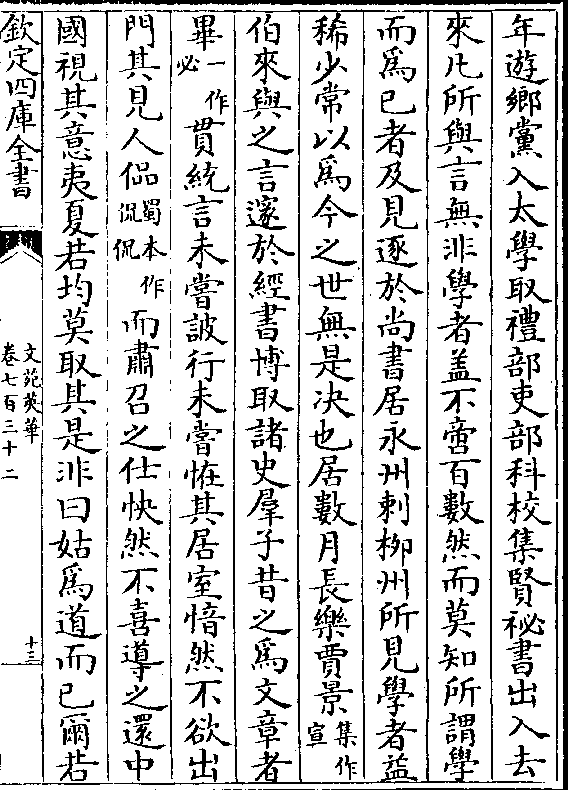 年遊鄉黨入太學取禮部吏部科校集賢祕書出入去
來凡所與言無非學者蓋不啻百數然而莫知所謂學
而為已者及見逐於尚書居永州刺柳州所見學者益
稀少常以為今之世無是決也居數月長樂賈景集作宣
伯來與之言邃於經書博取諸史羣子昔之為文章者
畢一作必貫統言未嘗詖行未嘗恠其居室愔然不欲出
門其見人侃蜀本作侃侃而肅召之仕怏然不喜導之還中
國視其意夷夏若均莫取其是非曰姑為道而已爾若
欽定四庫全書
文苑英華
卷七百三十二
十三